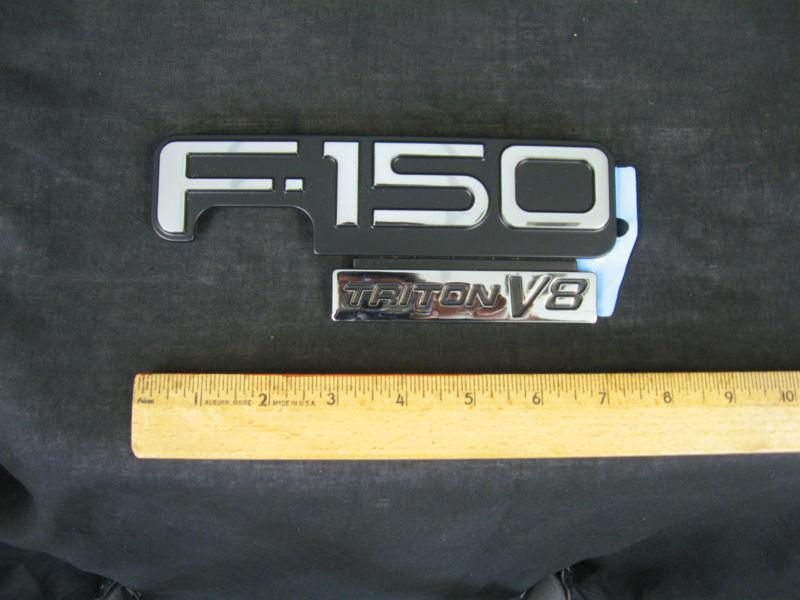 F-150
TRITON V8
1 2 3 4 5 6 7 8 9 10
AUBURN, MAINE MADE IN U.S.A.